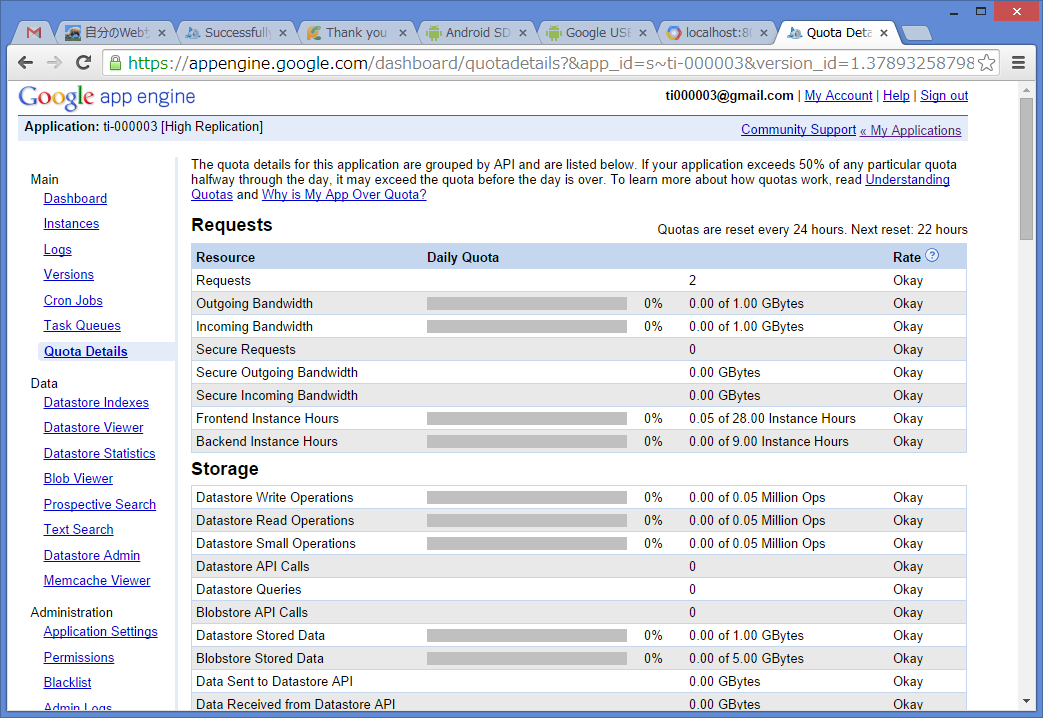 自分のWebサ
Successfully
Thank you
Android SD
Google USB
localhost:80
Quota Deta
https://appengine.google.com/dashboard/quotadetails?&app_id=s~ti-000003&version_id=1.37893258798
Google app engine
ti000003@gmail.com | My Account | Help | Sign out
Application: ti-000003 [High Replication]
Community Support « My Applications
Main
Dashboard
Instances
Logs
Versions
Cron Jobs
Task Queues
Quota Details
Data
Datastore Indexes
Datastore Viewer
Datastore Statistics
Blob Viewer
Prospective Search
Text Search
Datastore Admin
Memcache Viewer
Administration
Application Settings
Permissions
Blacklist
Admin Logs
The quota details for this application are grouped by API and are listed below. If your application exceeds 50% of any particular quota
halfway through the day, it may exceed the quota before the day is over. To learn more about how quotas work, read Understanding
Quotas and Why is My App Over Quota?
Requests
Quotas are reset every 24 hours. Next reset: 22 hours
Resource Daily Quota Rate ?
Requests 2 Okay
Outgoing Bandwidth 0% 0.00 of 1.00 GBytes Okay
Incoming Bandwidth 0% 0.00 of 1.00 GBytes Okay
Secure Requests 0 Okay
Secure Outgoing Bandwidth 0.00 GBytes Okay
Secure Incoming Bandwidth 0.00 GBytes Okay
Frontend Instance Hours 0% 0.05 of 28.00 Instance Hours Okay
Backend Instance Hours 0% 0.00 of 9.00 Instance Hours Okay
Storage
Datastore Write Operations 0% 0.00 of 0.05 Million Ops Okay
Datastore Read Operations 0% 0.00 of 0.05 Million Ops Okay
Datastore Small Operations 0% 0.00 of 0.05 Million Ops Okay
Datastore API Calls 0 Okay
Datastore Queries 0 Okay
Blobstore API Calls 0 Okay
Datastore Stored Data 0% 0.00 of 1.00 GBytes Okay
Blobstore Stored Data 0% 0.00 of 5.00 GBytes Okay
Data Sent to Datastore API 0.00 GBytes Okay
Data Received from Datastore API 0.00 GBytes Okay